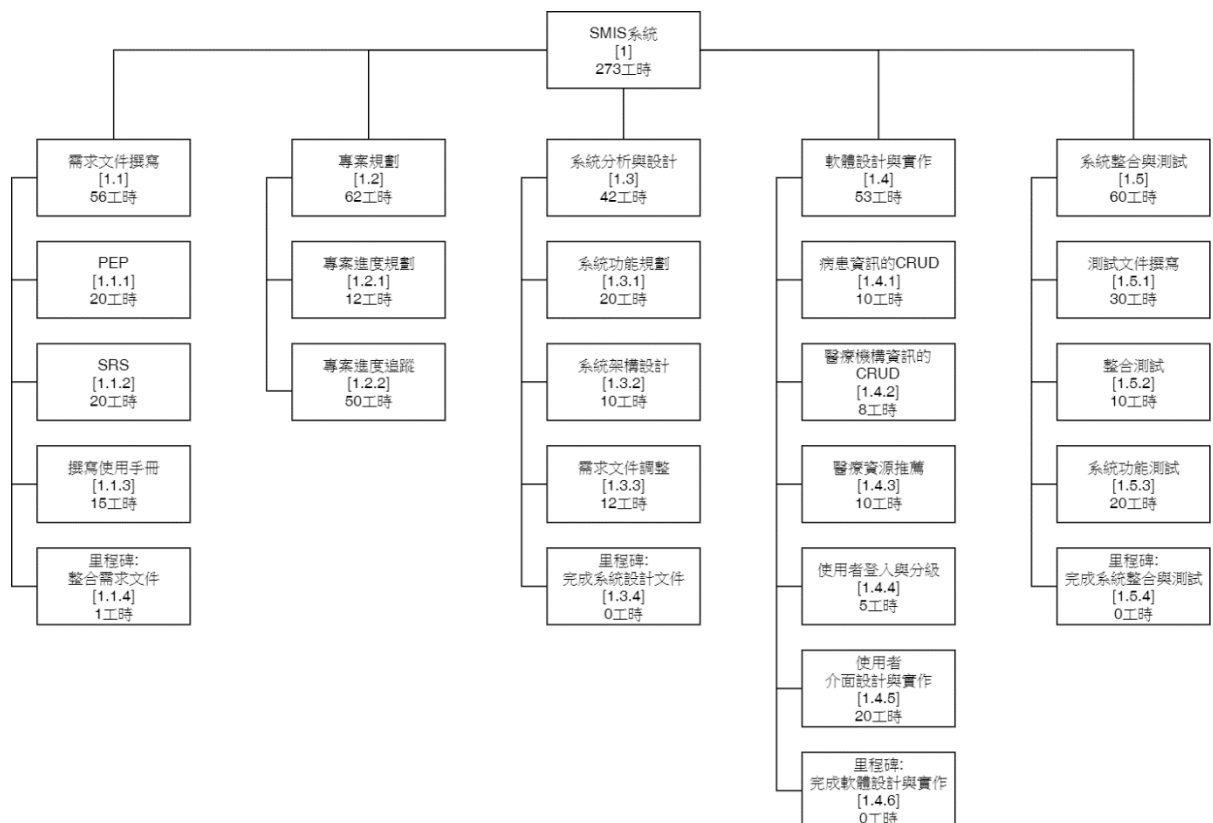 SMIS系統
[1]
273工時
需求文件撰寫
[1.1]
56工時
PEP
[1.1.1]
20工時
SRS
[1.1.2]
20工時
撰寫使用手冊
[1.1.3]
15工時
里程碑:
整合需求文件
[1.1.4]
1工時
專案規劃
[1.2]
62工時
專案進度規劃
[1.2.1]
12工時
專案進度追蹤
[1.2.2]
50工時
系統分析與設計
[1.3]
42工時
系統功能規劃
[1.3.1]
20工時
系統架構設計
[1.3.2]
10工時
需求文件調整
[1.3.3]
12工時
里程碑:
完成系統設計文件
[1.3.4]
0工時
軟體設計與實作
[1.4]
53工時
病患資訊的CRUD
[1.4.1]
10工時
醫療機構資訊的
CRUD
[1.4.2]
8工時
醫療資源推薦
[1.4.3]
10工時
使用者登入與分級
[1.4.4]
5工時
使用者
介面設計與實作
[1.4.5]
20工時
里程碑:
完成軟體設計與實作
[1.4.6]
0工時
系統整合與測試
[1.5]
60工時
測試文件撰寫
[1.5.1]
30工時
整合測試
[1.5.2]
10工時
系統功能測試
[1.5.3]
20工時
里程碑:
完成系統整合與測試
[1.5.4]
0工時